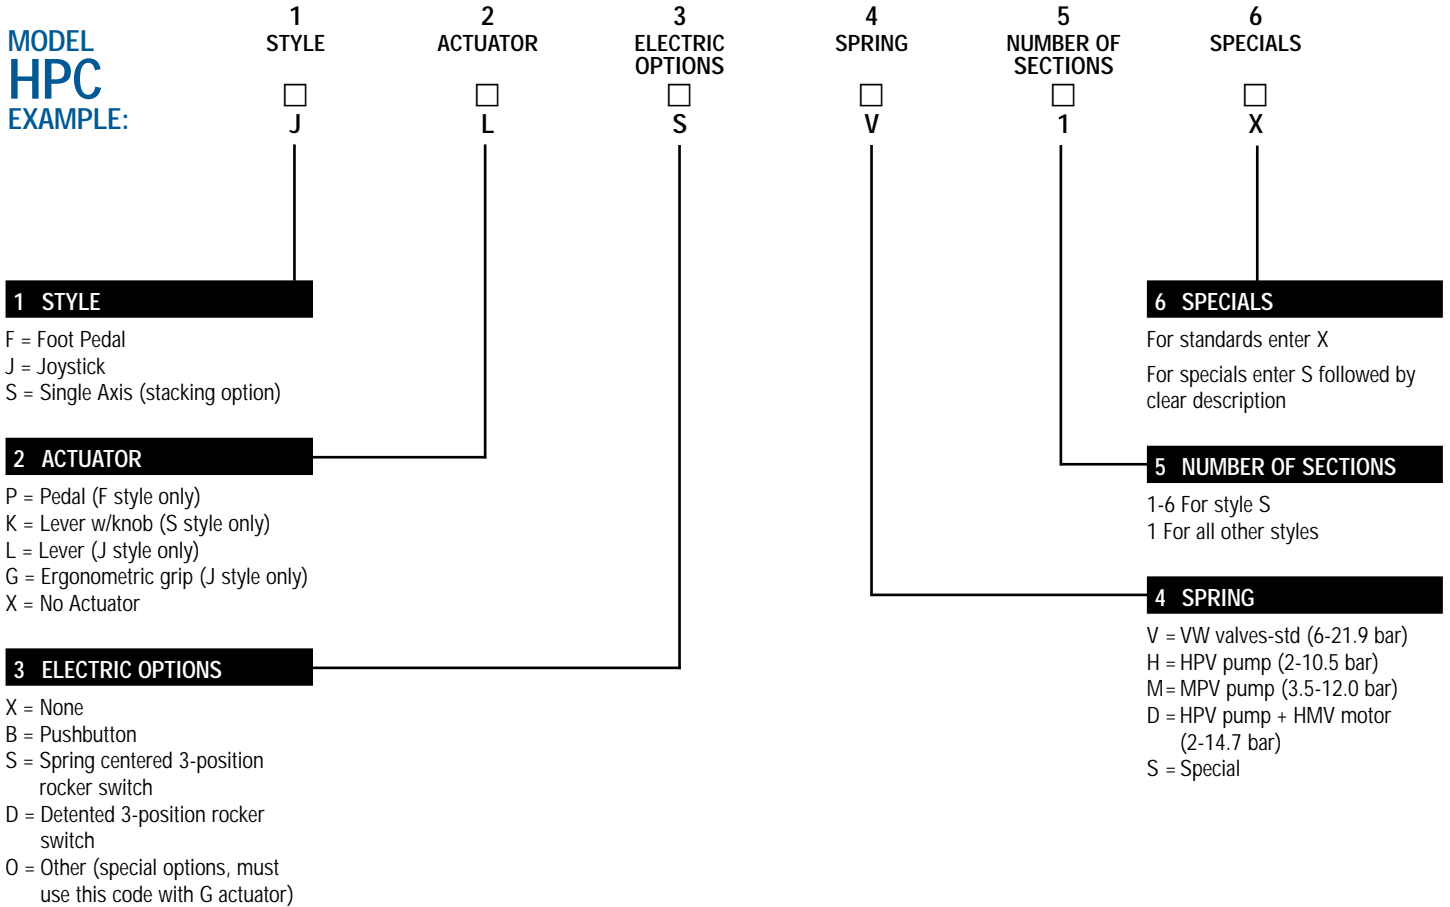 MODEL
HPC
EXAMPLE:
1
STYLE
J
2
ACTUATOR
L
3
ELECTRIC
OPTIONS
S
4
SPRING
V
5
NUMBER OF
SECTIONS
1
6
SPECIALS
X
1 STYLE
F = Foot Pedal
J = Joystick
S = Single Axis (stacking option)
2 ACTUATOR
P = Pedal (F style only)
K = Lever w/knob (S style only)
L = Lever (J style only)
G = Ergonometric grip (J style only)
X = No Actuator
3 ELECTRIC OPTIONS
X = None
B = Pushbutton
S = Spring centered 3-position
rocker switch
D = Detented 3-position rocker
switch
O = Other (special options, must
use this code with G actuator)
6 SPECIALS
For standards enter X
For specials enter S followed by
clear description
5 NUMBER OF SECTIONS
1-6 For style S
1 For all other styles
4 SPRING
V = VW valves-std (6-21.9 bar)
H = HPV pump (2-10.5 bar)
M = MPV pump (3.5-12.0 bar)
D = HPV pump + HMV motor
(2-14.7 bar)
S = Special